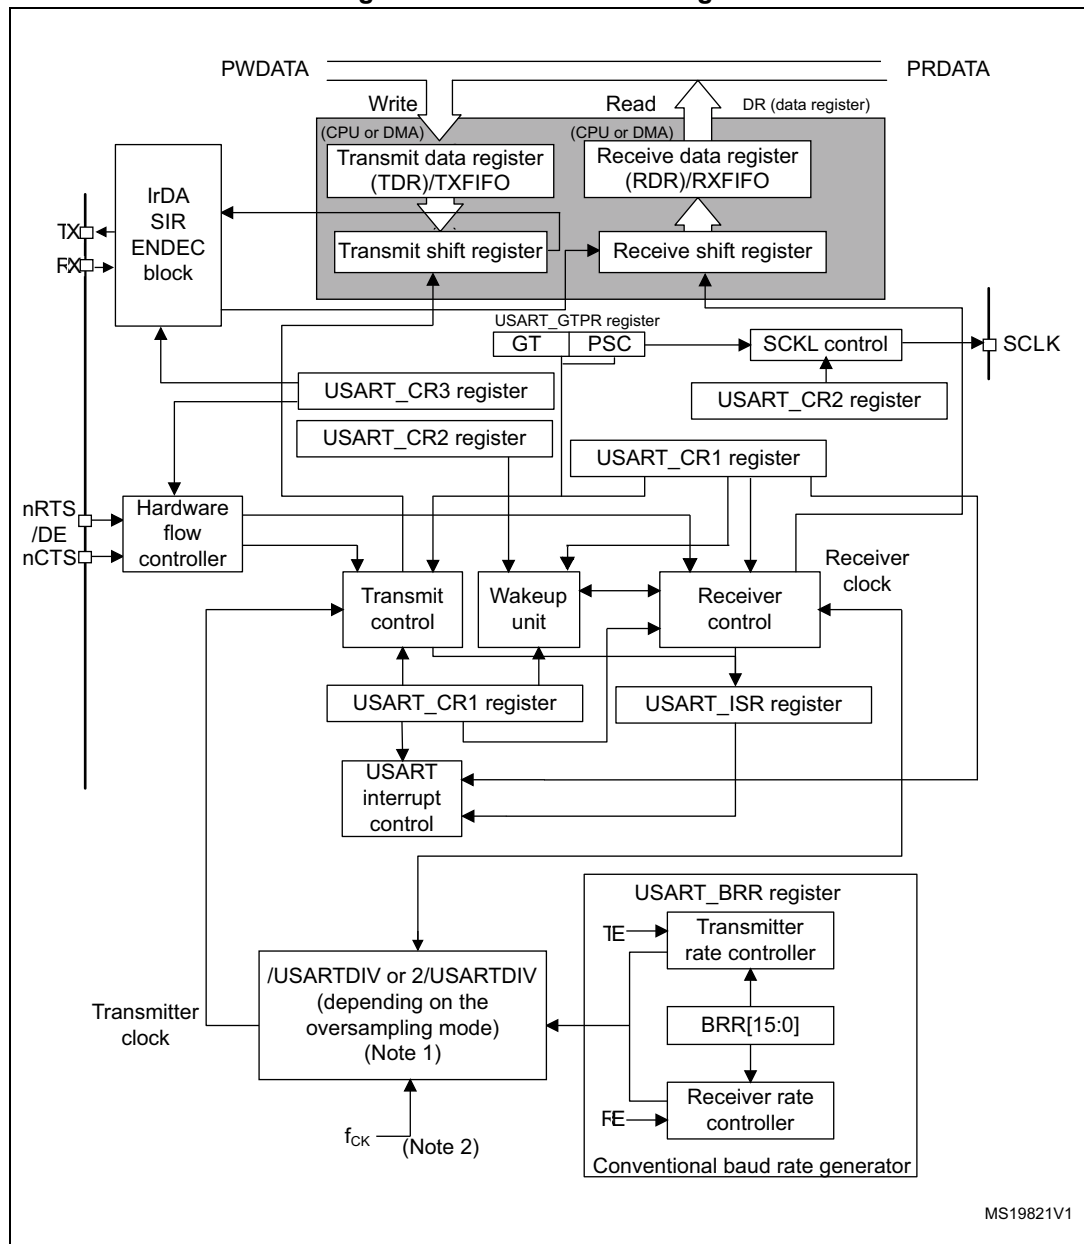 PWDATA
PRDATA
Write
Read
DR (data register)
(CPU or DMA)
(CPU or DMA)
Transmit data register
(TDR)/TXFIFO
Receive data register
(RDR)/RXFIFO
IrDA
SIR
ENDEC
block
TX
RX
Transmit shift register
Receive shift register
USART_GTPR register
GT
PSC
SCKL control
SCLK
USART_CR3 register
USART_CR2 register
USART_CR2 register
USART_CR1 register
nRTS
/DE
nCTS
Hardware
flow
controller
Receiver
clock
Transmit
control
Wakeup
unit
Receiver
control
USART_CR1 register
USART_ISR register
USART
interrupt
control
USART_BRR register
TE
Transmitter
rate controller
/USARTDIV or 2/USARTDIV
(depending on the
oversampling mode)
(Note 1)
Transmitter
clock
BRR[15:0]
RE
Receiver rate
controller
fCK
(Note 2)
Conventional baud rate generator
MS19821V1